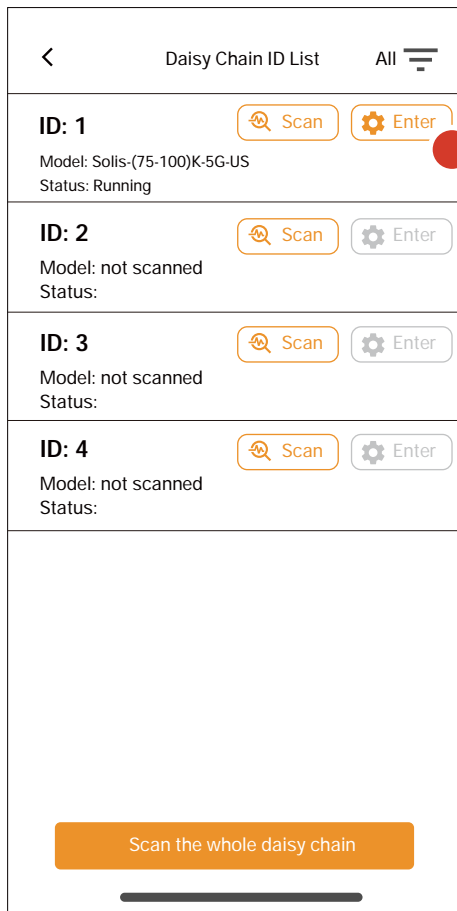 Daisy Chain ID List All
ID: 1 Scan Enter
Model: Solis-(75-100)K-5G-US
Status: Running
ID: 2 Scan Enter
Model: not scanned
Status:
ID: 3 Scan Enter
Model: not scanned
Status:
ID: 4 Scan Enter
Model: not scanned
Status:
Scan the whole daisy chain